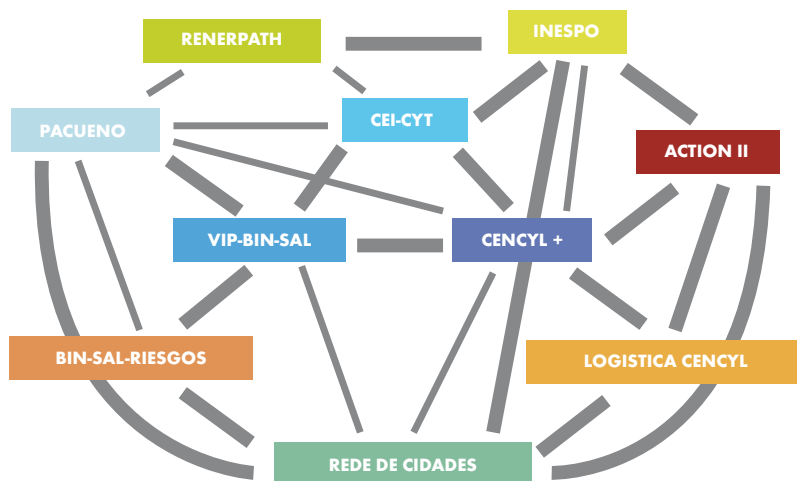 RENERPATH
INESPO
PACUENO
CEI-CYT
ACTION II
VIP-BIN-SAL
CENCYL +
BIN-SAL-RIESGOS
LOGISTICA CENCYL
REDE DE CIDADES